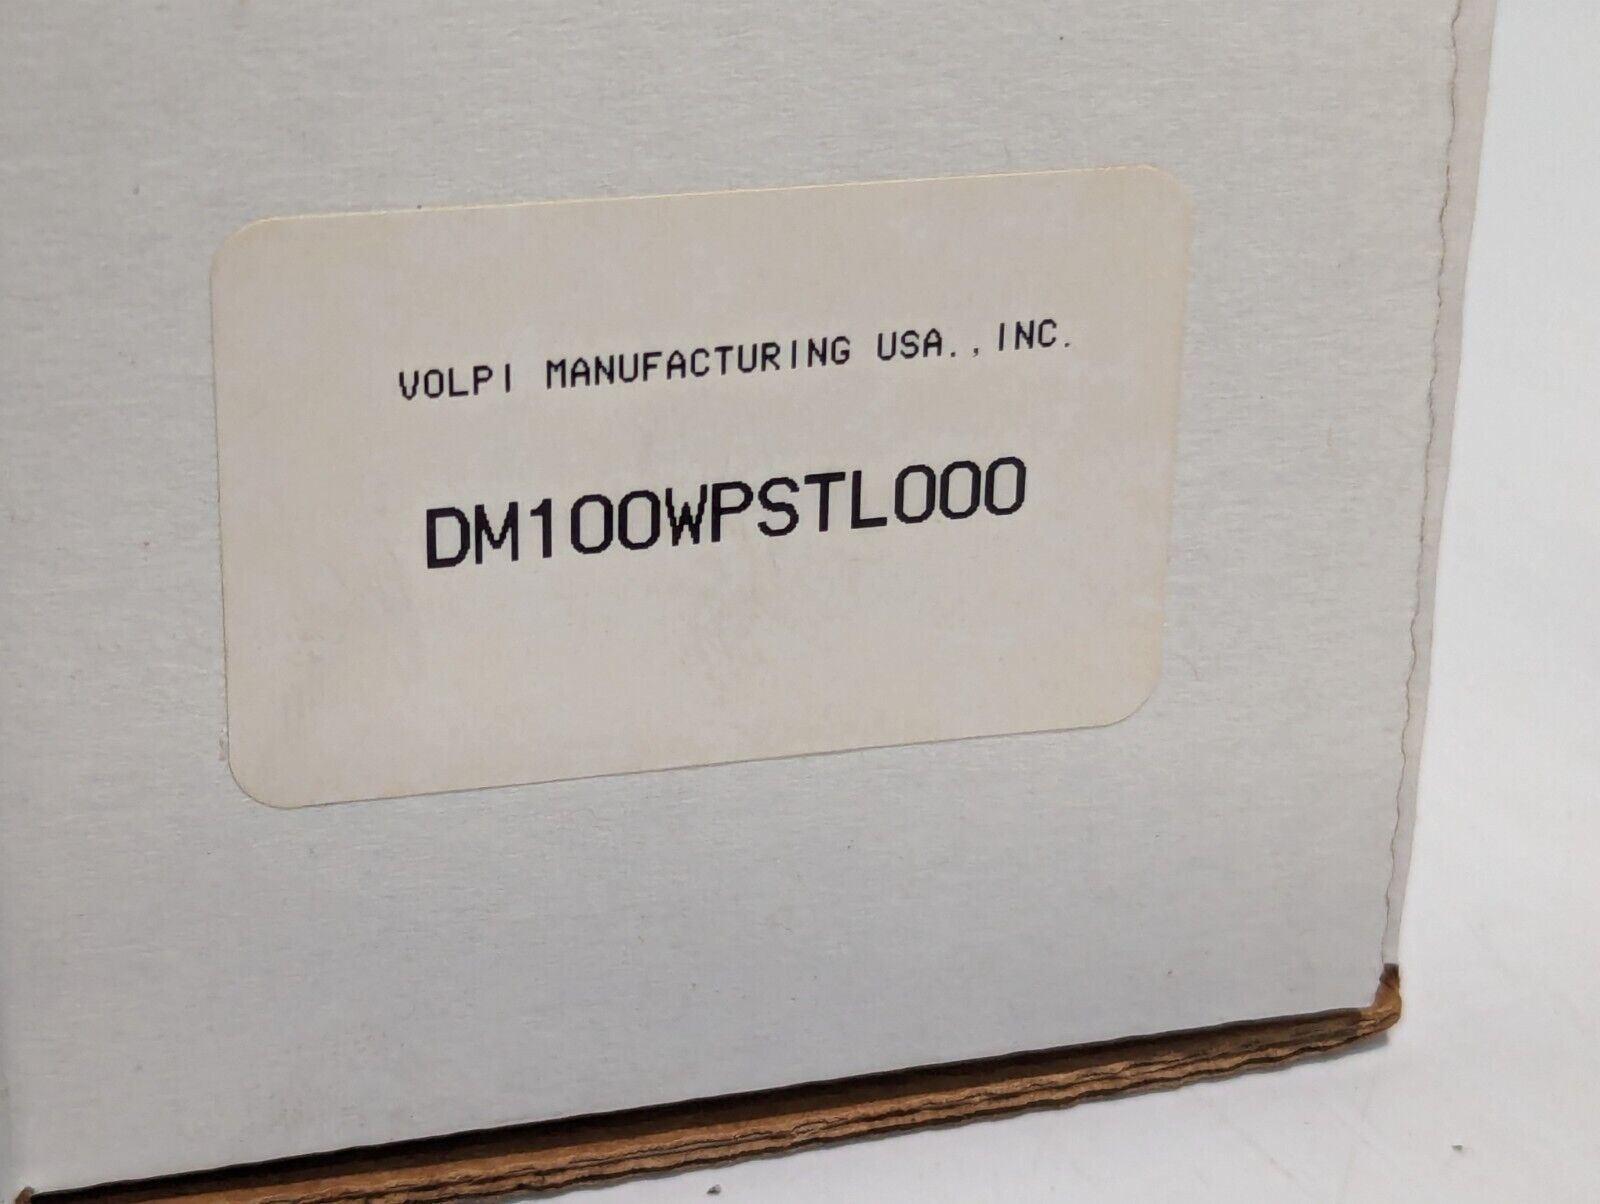 VOLPI MANUFACTURING USA.,INC.
DM100WPSTL000